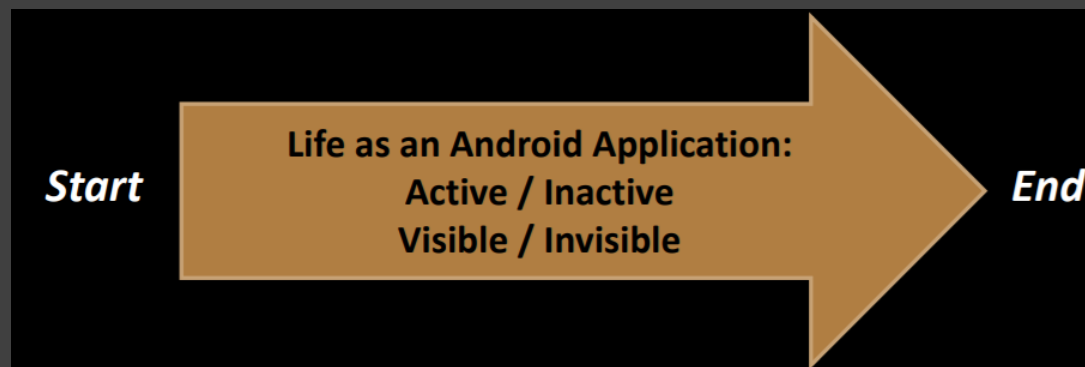 Start
Life as an Android Application:
Active / Inactive
Visible / Invisible
End